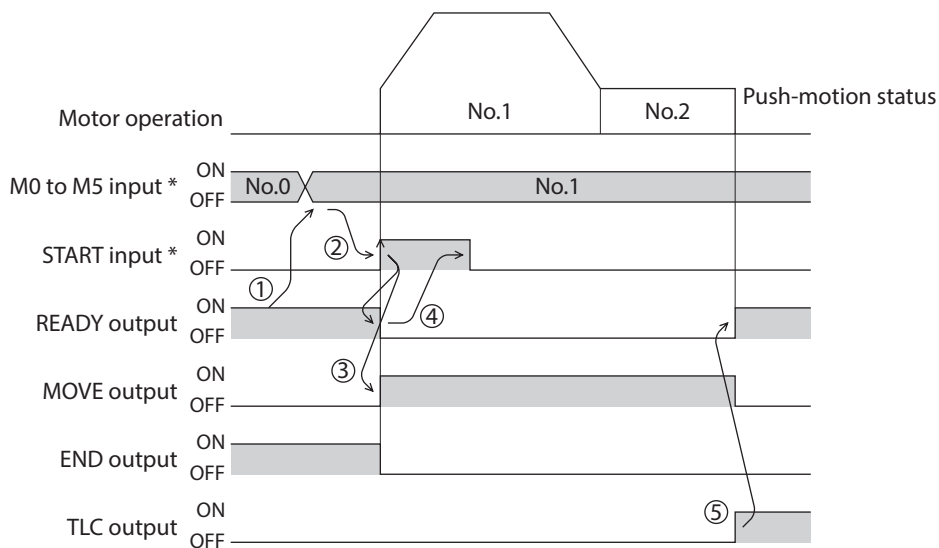 Motor operation
No.1
No.2
Push-motion status
M0 to M5 input *
ON
OFF
No.0
No.1
START input *
ON
OFF
②
①
READY output
ON
OFF
④
③
MOVE output
ON
OFF
END output
ON
OFF
TLC output
ON
OFF
⑤